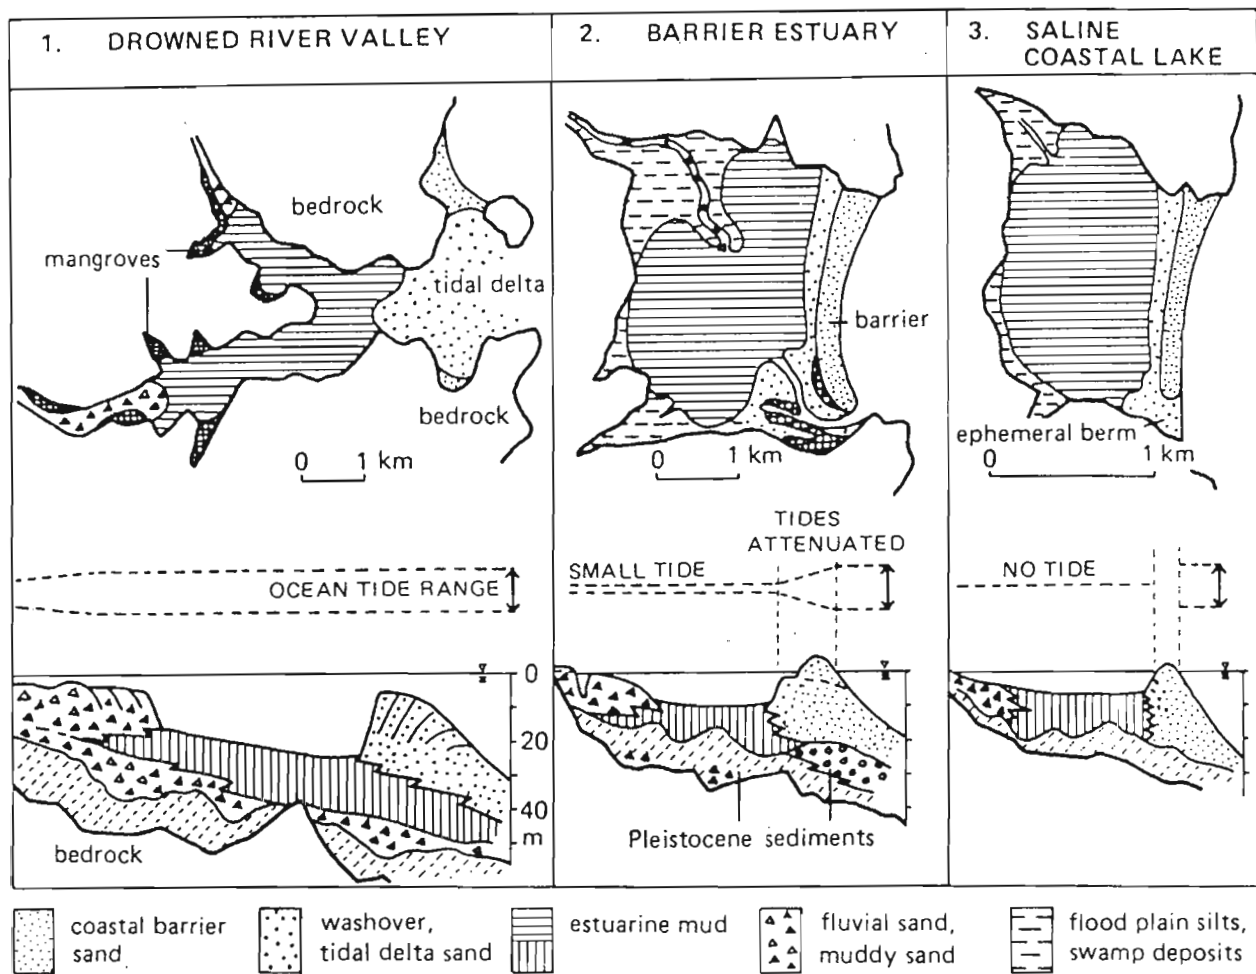 1. DROWNED RIVER VALLEY
2. BARRIER ESTUARY
3. SALINE
COASTAL LAKE
bedrock
mangroves
tidal delta
bedrock
0 1 km
barrier
0 1 km
ephemeral berm
0 1 km
OCEAN TIDE RANGE
TIDES
ATTENUATED
SMALL TIDE
NO TIDE
0
20
40
m
bedrock
Pleistocene sediments
coastal barrier
sand
washover,
tidal delta sand
estuarine mud
fluvial sand,
muddy sand
flood plain silts,
swamp deposits